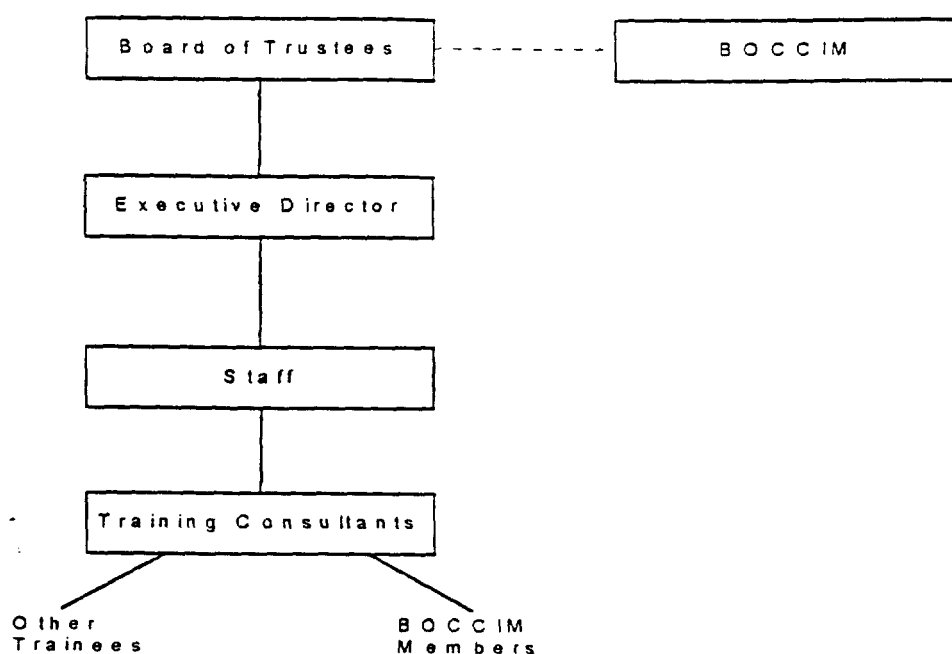 Board of Trustees
BOCCIM
Executive Director
Staff
Training Consultants
Other
Trainees
BOCCIM
Members